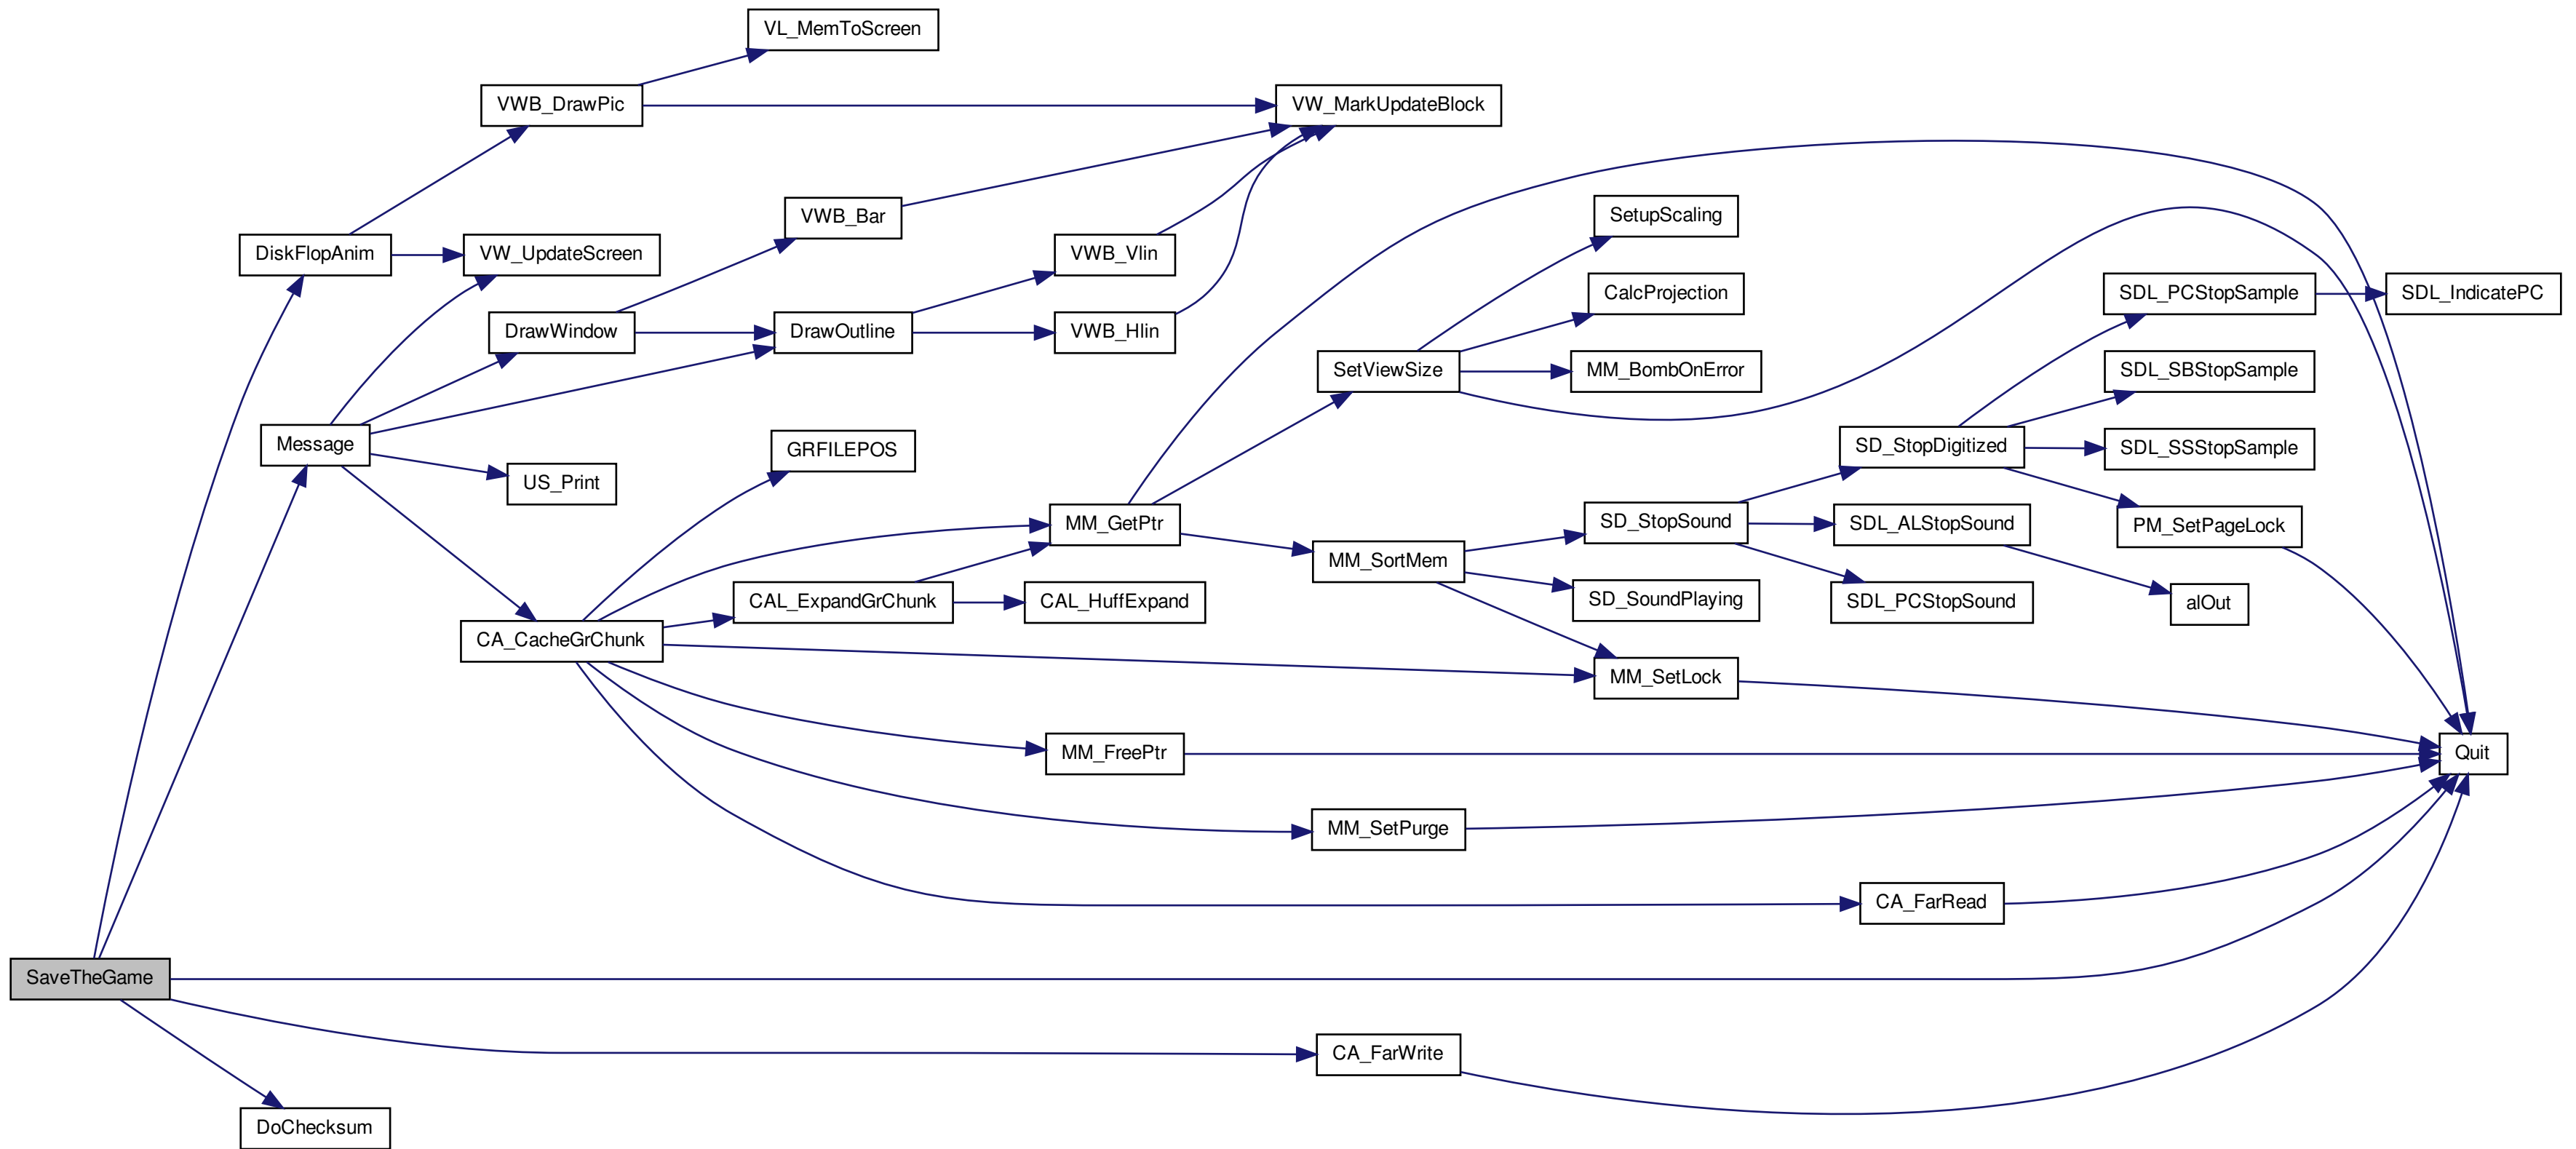 VL_MemToScreen
VWB_DrawPic
VW_MarkUpdateBlock
SetupScaling
VWB_Bar
DiskFlopAnim
VW_UpdateScreen
VWB_Vlin
CalcProjection
SDL_PCStopSample
SDL_IndicatePC
DrawWindow
DrawOutline
VWB_Hlin
SetViewSize
MM_BombOnError
SDL_SBStopSample
Message
GRFILEPOS
SD_StopDigitized
SDL_SSStopSample
US_Print
MM_GetPtr
SD_StopSound
SDL_ALStopSound
PM_SetPageLock
MM_SortMem
CAL_ExpandGrChunk
CAL_HuffExpand
SD_SoundPlaying
SDL_PCStopSound
alOut
CA_CacheGrChunk
MM_SetLock
MM_FreePtr
Quit
MM_SetPurge
CA_FarRead
SaveTheGame
CA_FarWrite
DoChecksum